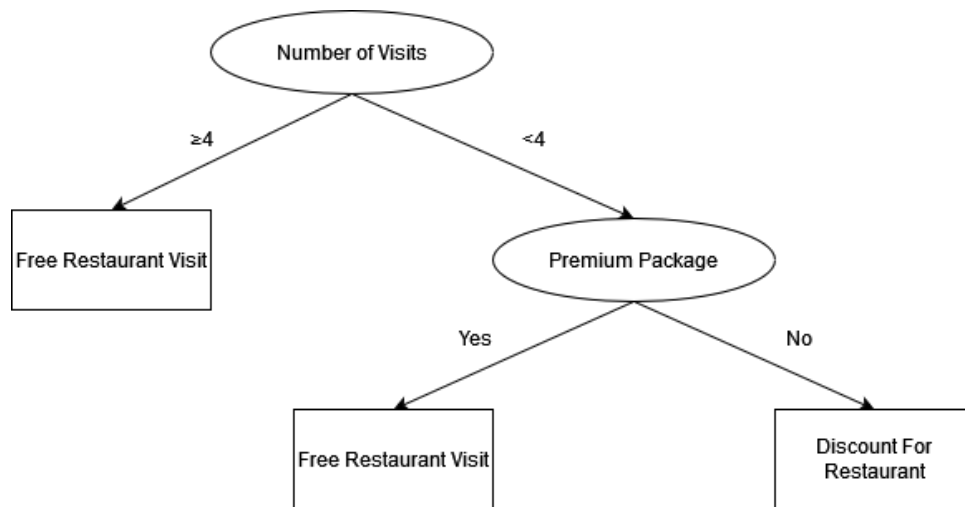 Number of Visits
≥4
<4
Free Restaurant Visit
Premium Package
Yes
No
Free Restaurant Visit
Discount For
Restaurant